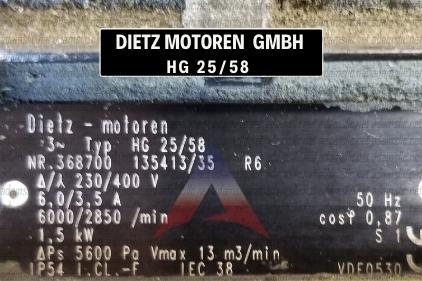 DIETZ MOTOREN GMBH
HG 25/58
Dietz - motoren
3~ Typ HG 25/58
NR.368700 135413/35 R6
Δ/⅄ 230/400 V
6,0/3,5 A 50 Hz
6000/2850 /min cosφ 0,87
1,5 kW S 1
ΔPs 5600 Pa Vmax 13 m3/min
IP54 I.CL.-F IEC 38 VDE0530